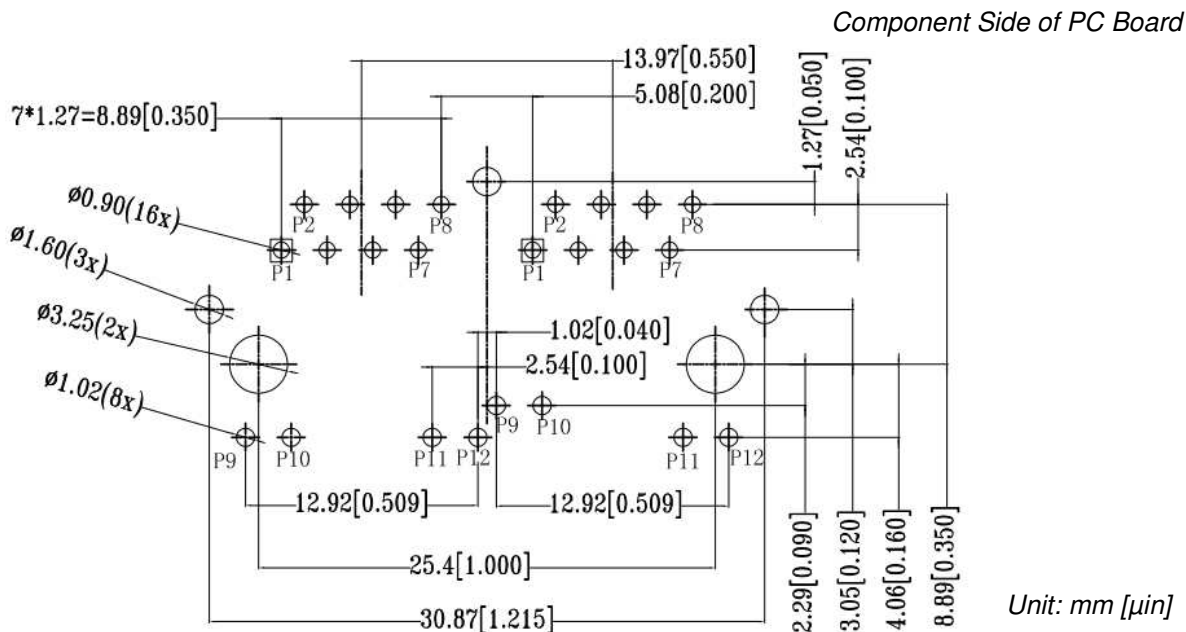 Component Side of PC Board
13.97[0.550]
5.08[0.200]
7*1.27=8.89[0.350]
1.27[0.050]
2.54[0.100]
ø0.90(16x)
P2
P8
P2
P8
P1
P7
P1
P7
ø1.60(3x)
ø3.25(2x)
1.02[0.040]
2.54[0.100]
ø1.02(8x)
P9
P10
P9
P10
P11
P12
P11
P12
12.92[0.509]
12.92[0.509]
25.4[1.000]
30.87[1.215]
2.29[0.090]
3.05[0.120]
4.06[0.160]
8.89[0.350]
Unit: mm [µin]